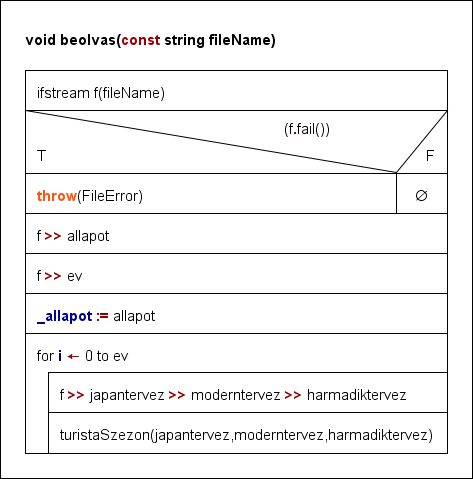 void beolvas(const string fileName)
ifstream f(fileName)
(f.fail())
T
F
throw(FileError)
∅
f >> allapot
f >> ev
_allapot := allapot
for i ← 0 to ev
f >> japantervez >> moderntervez >> harmadiktervez
turistaSzezon(japantervez,moderntervez,harmadiktervez)